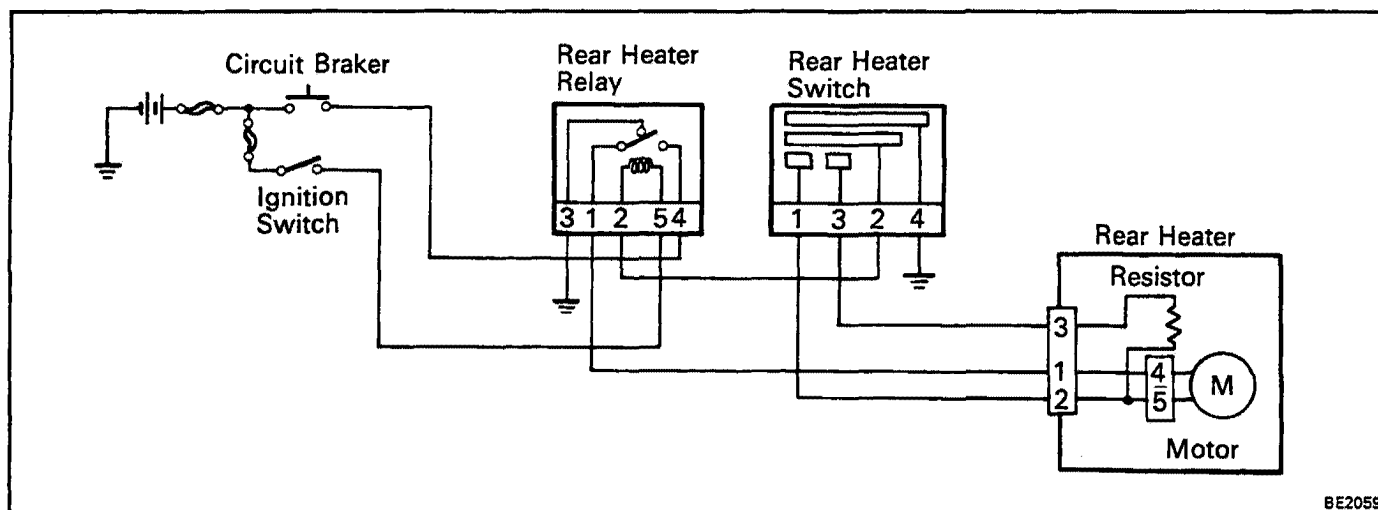 Circuit Braker
Ignition
Switch
Rear Heater
Relay
3 1 2 5 4
Rear Heater
Switch
1 3 2 4
Rear Heater
Resistor
3
1
2
4
5
M
Motor
BE2059